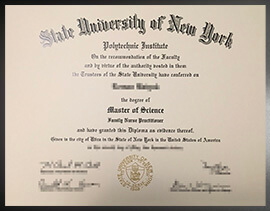 State University of New York
Polytechnic Institute
On the recommendation of the Faculty
and by virtue of the authority vested in them
the Trustees of the State University have conferred on
the degree of
Master of Science
Family Nurse Practitioner
and have granted this Diploma as evidence thereof.
Given in the city of Utica in the State of New York in the United States of America